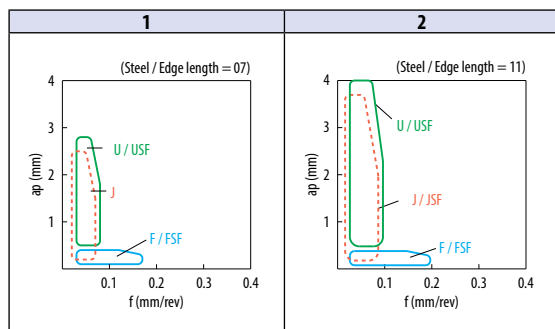 1
(Steel / Edge length = 07)
4
3
2
1
ap (mm)
U / USF
J
F / FSF
0.1 0.2 0.3 0.4
f (mm/rev)
2
(Steel / Edge length = 11)
4
3
2
1
ap (mm)
U / USF
J / JSF
F / FSF
0.1 0.2 0.3 0.4
f (mm/rev)